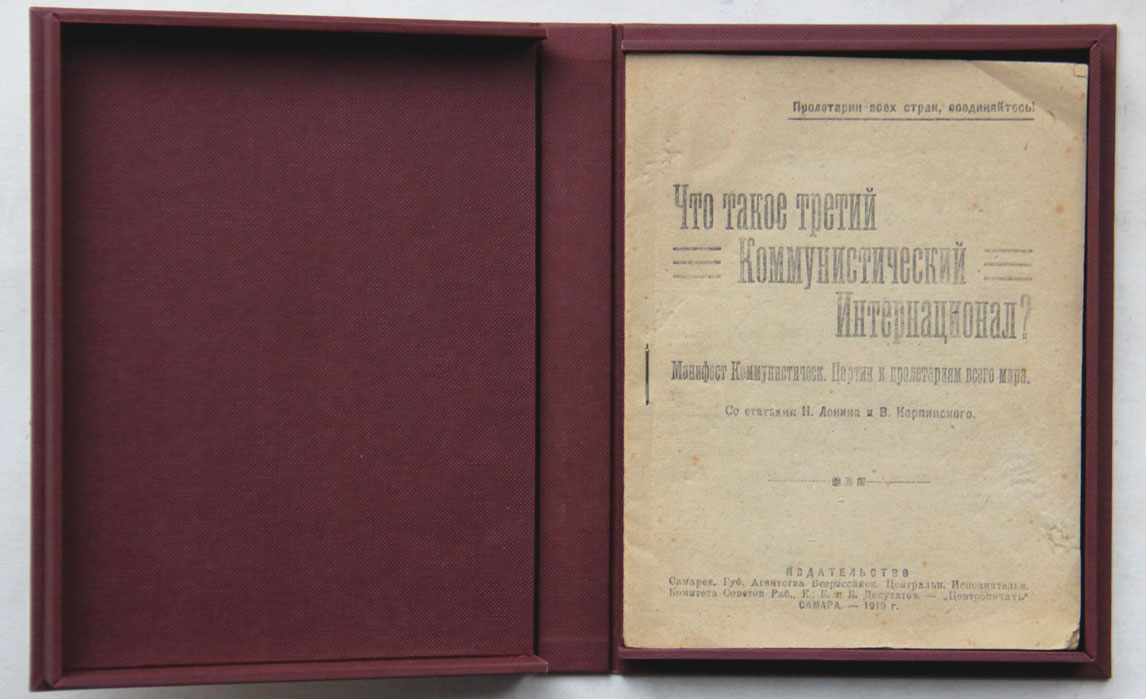 Пролетарии всех стран, соединяйтесь!
Что такое третий
Коммунистический
Интернационал?
Манифест Коммунистическ. Партии к пролетариям всего мира.
Со статьями Н. Ленина и В. Карпинского.
ИЗДАТЕЛЬСТВО
Самарск. Губ. Агентства Всероссийск. Центральн. Исполнительн.
Комитета Советов Раб., К., К. и К. Депутатов. — „Центропечать“
САМАРА. — 1919 г.